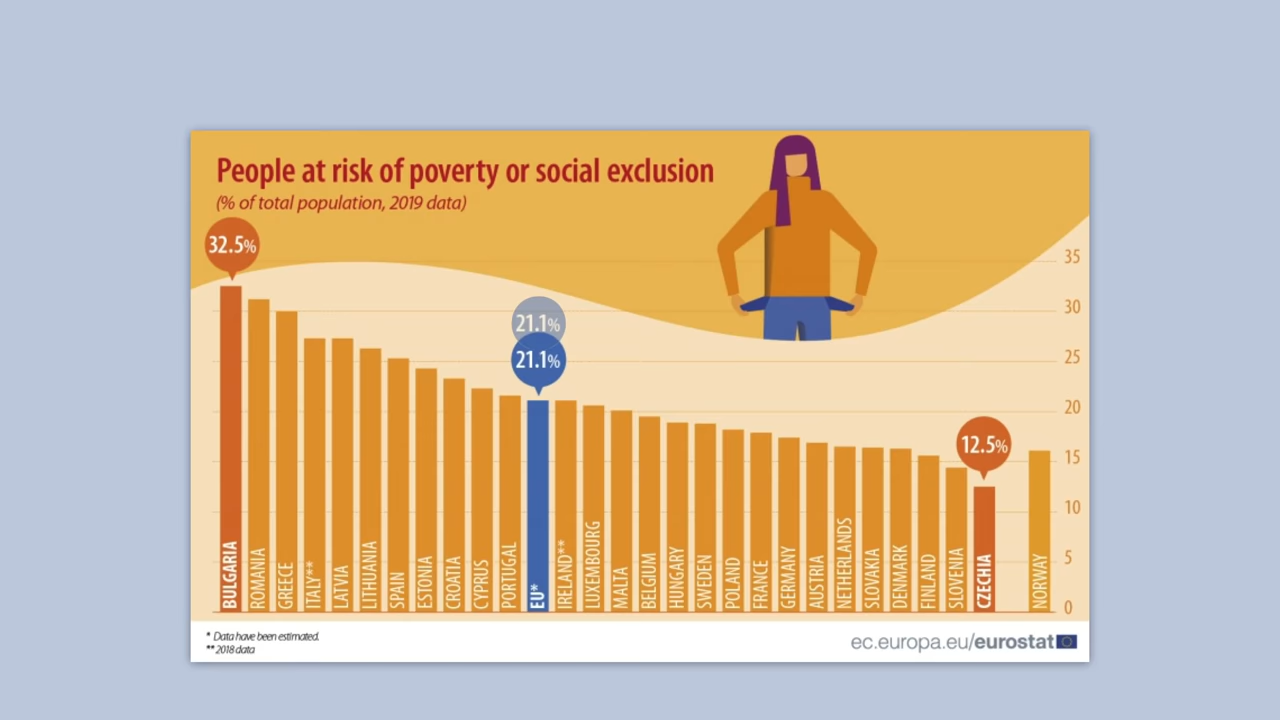 People at risk of poverty or social exclusion
(% of total population, 2019 data)
32.5%
21.1%
21.1%
12.5%
35
30
25
20
15
10
5
0
BULGARIA
ROMANIA
GREECE
ITALY**
LATVIA
LITHUANIA
SPAIN
ESTONIA
CROATIA
CYPRUS
PORTUGAL
EU*
IRELAND**
LUXEMBOURG
MALTA
BELGIUM
HUNGARY
SWEDEN
POLAND
FRANCE
GERMANY
AUSTRIA
NETHERLANDS
SLOVAKIA
DENMARK
FINLAND
SLOVENIA
CZECHIA
NORWAY
* Data have been estimated.
** 2018 data
ec.europa.eu/eurostat